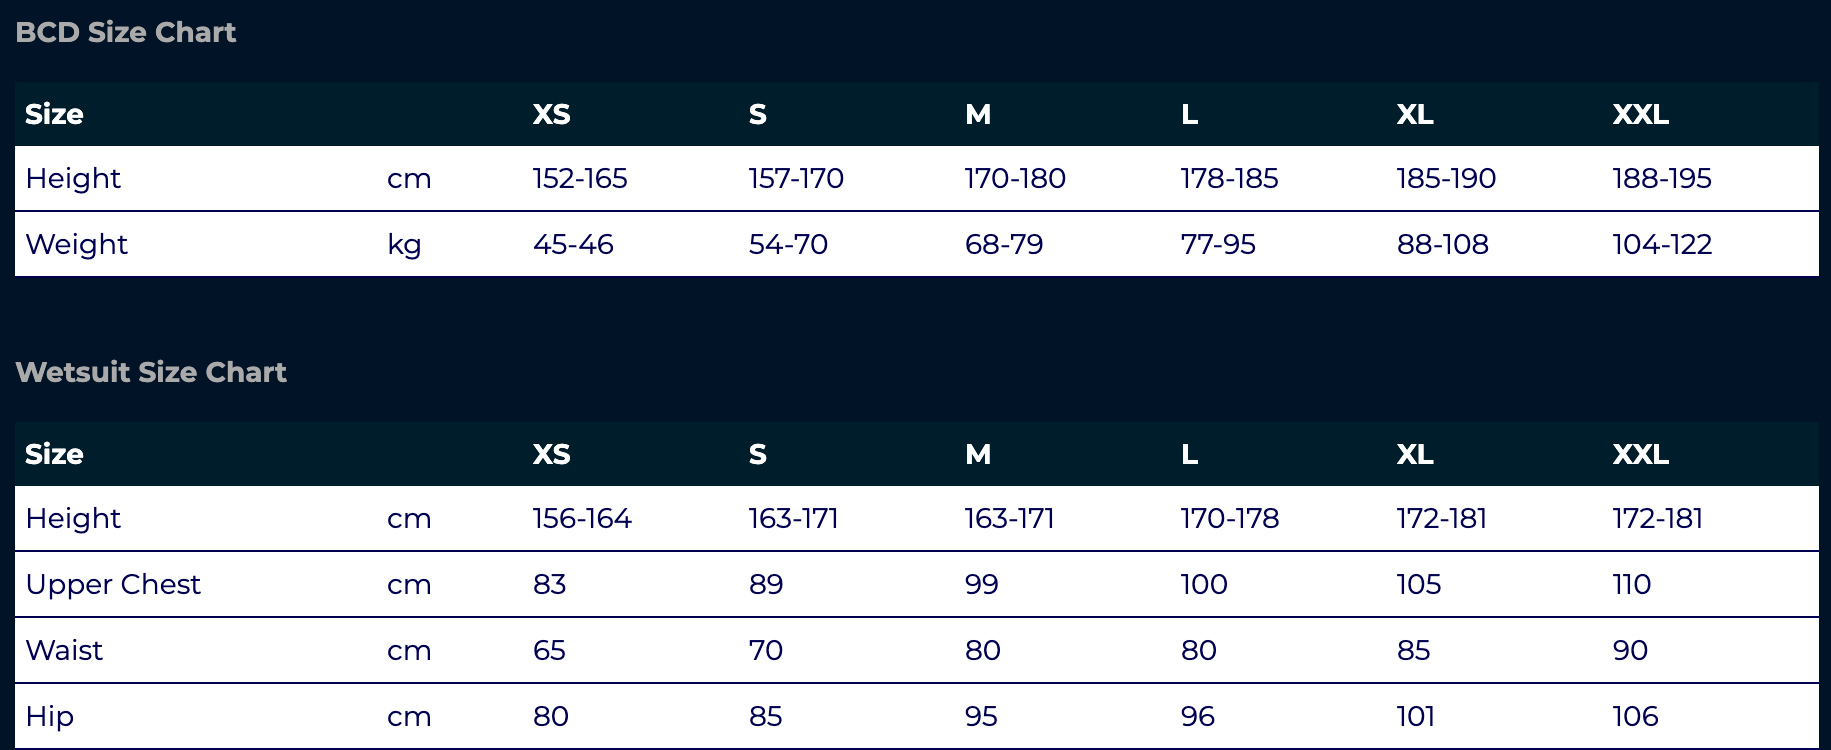 BCD Size Chart
Size XS S M L XL XXL
Height cm 152-165 157-170 170-180 178-185 185-190 188-195
Weight kg 45-46 54-70 68-79 77-95 88-108 104-122
Wetsuit Size Chart
Size XS S M L XL XXL
Height cm 156-164 163-171 163-171 170-178 172-181 172-181
Upper Chest cm 83 89 99 100 105 110
Waist cm 65 70 80 80 85 90
Hip cm 80 85 95 96 101 106